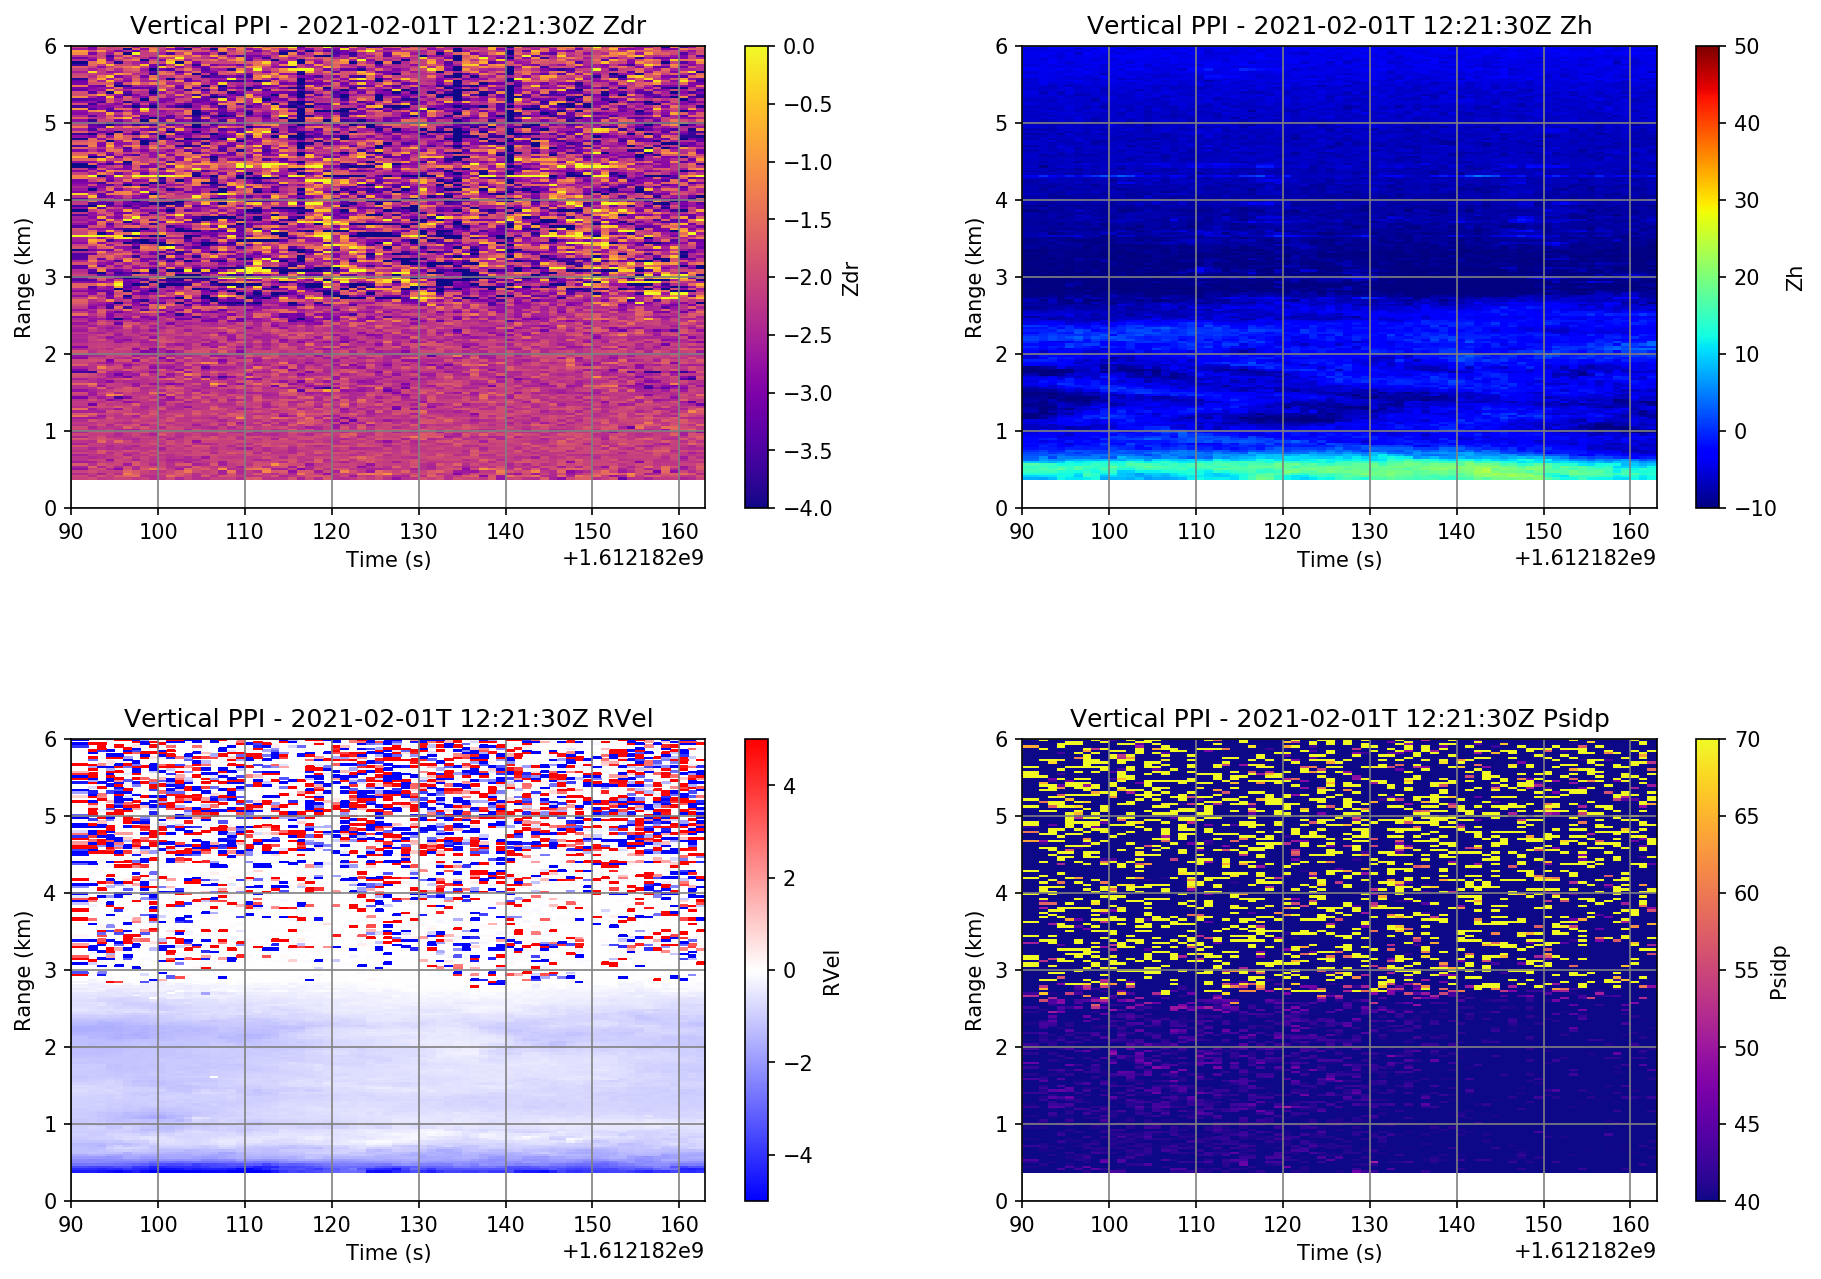 Vertical PPI - 2021-02-01T 12:21:30Z Zdr
6
5
4
3
2
1
0
Range (km)
90 100 110 120 130 140 150 160
Time (s)
+1.612182e9
0.0
−0.5
−1.0
−1.5
−2.0
−2.5
−3.0
−3.5
−4.0
Zdr
Vertical PPI - 2021-02-01T 12:21:30Z Zh
6
5
4
3
2
1
0
Range (km)
90 100 110 120 130 140 150 160
Time (s)
+1.612182e9
50
40
30
20
10
0
−10
Zh
Vertical PPI - 2021-02-01T 12:21:30Z RVel
6
5
4
3
2
1
0
Range (km)
90 100 110 120 130 140 150 160
Time (s)
+1.612182e9
4
2
0
−2
−4
RVel
Vertical PPI - 2021-02-01T 12:21:30Z Psidp
6
5
4
3
2
1
0
Range (km)
90 100 110 120 130 140 150 160
Time (s)
+1.612182e9
70
65
60
55
50
45
40
Psidp